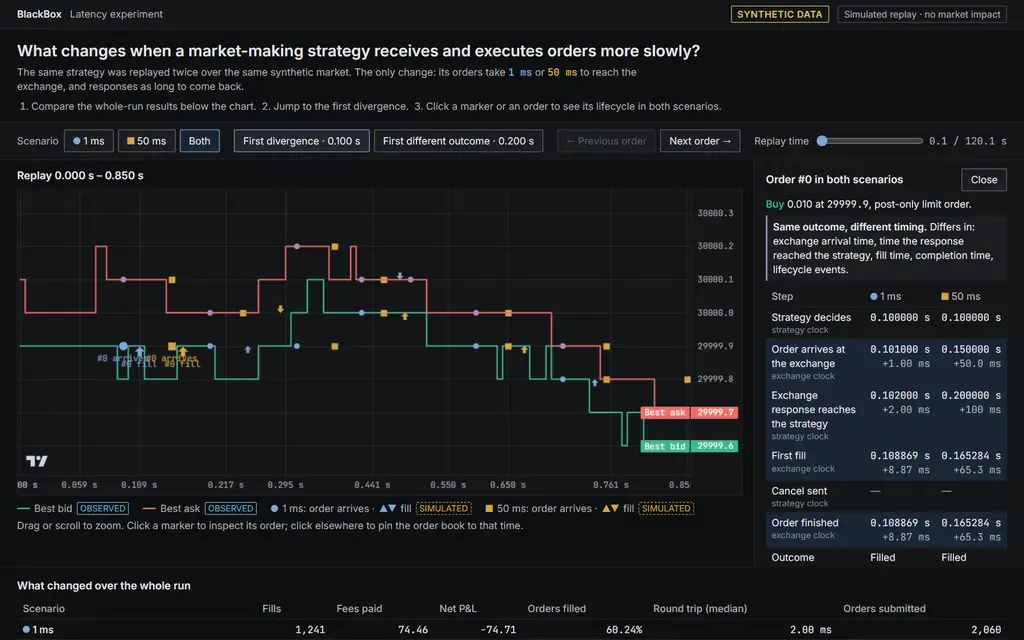 BlackBox Latency experiment
SYNTHETIC DATA
Simulated replay · no market impact
What changes when a market-making strategy receives and executes orders more slowly?
The same strategy was replayed twice over the same synthetic market. The only change: its orders take 1 ms or 50 ms to reach the
exchange, and responses as long to come back.
1. Compare the whole-run results below the chart. 2. Jump to the first divergence. 3. Click a marker or an order to see its lifecycle in both scenarios.
Scenario 1 ms 50 ms Both First divergence · 0.100 s First different outcome · 0.200 s ← Previous order Next order → Replay time 0.1 / 120.1 s
Replay 0.000 s – 0.850 s
30000.3
30000.2
30000.1
30000.0
29999.9
29999.8
Best ask 29999.7
Best bid 29999.6
#0 arrives #0 arrives
#0 fill #0 fill
00 s 0.059 s 0.109 s 0.217 s 0.295 s 0.441 s 0.550 s 0.650 s 0.761 s 0.85
Best bid OBSERVED Best ask OBSERVED 1 ms: order arrives · ▲▼ fill SIMULATED 50 ms: order arrives · ▲▼ fill SIMULATED
Drag or scroll to zoom. Click a marker to inspect its order; click elsewhere to pin the order book to that time.
Order #0 in both scenarios Close
Buy 0.010 at 29999.9, post-only limit order.
Same outcome, different timing. Differs in:
exchange arrival time, time the response
reached the strategy, fill time, completion time,
lifecycle events.
Step 1 ms 50 ms
Strategy decides 0.100000 s 0.100000 s
strategy clock
Order arrives at 0.101000 s 0.150000 s
the exchange +1.00 ms +50.0 ms
exchange clock
Exchange 0.102000 s 0.200000 s
response reaches +2.00 ms +100 ms
the strategy
strategy clock
First fill 0.108869 s 0.165284 s
exchange clock +8.87 ms +65.3 ms
Cancel sent — —
strategy clock
Order finished 0.108869 s 0.165284 s
exchange clock +8.87 ms +65.3 ms
Outcome Filled Filled
What changed over the whole run
Scenario Fills Fees paid Net P&L Orders filled Round trip (median) Orders submitted
1 ms 1,241 74.46 -74.71 60.24% 2.00 ms 2,060